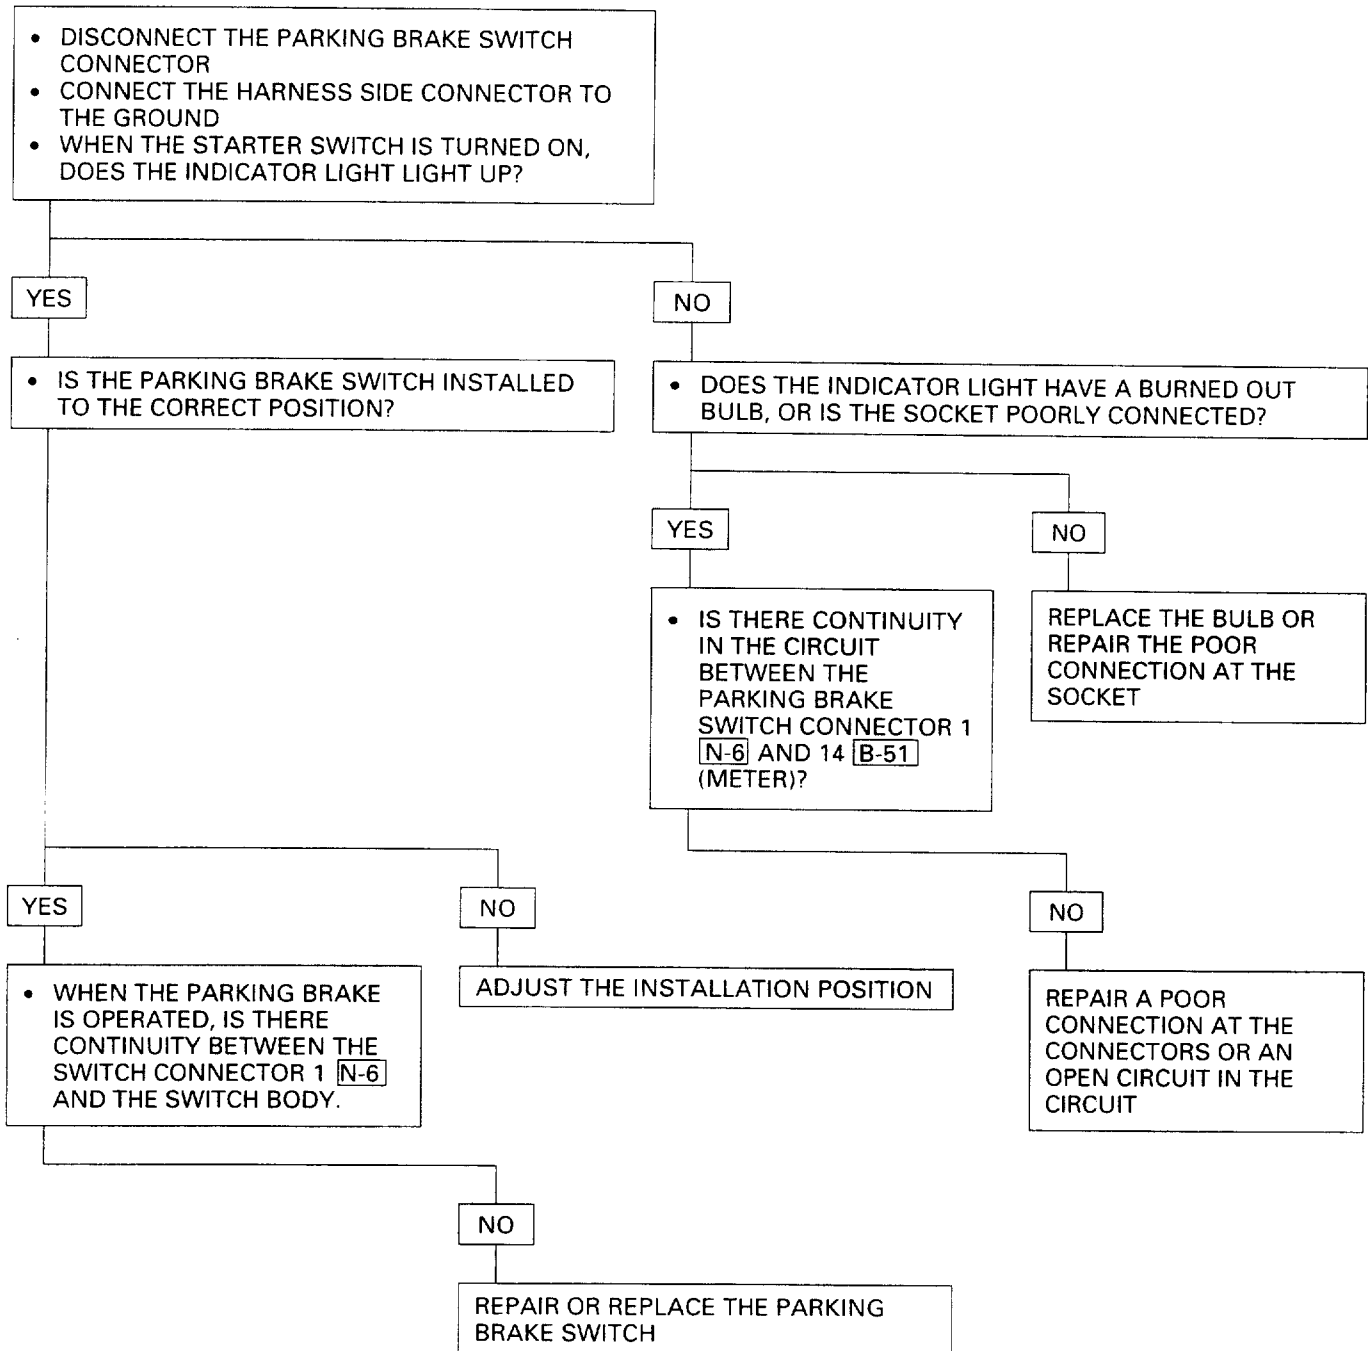 • DISCONNECT THE PARKING BRAKE SWITCH
CONNECTOR
• CONNECT THE HARNESS SIDE CONNECTOR TO
THE GROUND
• WHEN THE STARTER SWITCH IS TURNED ON,
DOES THE INDICATOR LIGHT LIGHT UP?
YES
NO
• IS THE PARKING BRAKE SWITCH INSTALLED
TO THE CORRECT POSITION?
• DOES THE INDICATOR LIGHT HAVE A BURNED OUT
BULB, OR IS THE SOCKET POORLY CONNECTED?
YES
NO
• IS THERE CONTINUITY
IN THE CIRCUIT
BETWEEN THE
PARKING BRAKE
SWITCH CONNECTOR 1
N-6 AND 14 B-51
(METER)?
REPLACE THE BULB OR
REPAIR THE POOR
CONNECTION AT THE
SOCKET
YES
NO
NO
• WHEN THE PARKING BRAKE
IS OPERATED, IS THERE
CONTINUITY BETWEEN THE
SWITCH CONNECTOR 1 N-6
AND THE SWITCH BODY.
ADJUST THE INSTALLATION POSITION
REPAIR A POOR
CONNECTION AT THE
CONNECTORS OR AN
OPEN CIRCUIT IN THE
CIRCUIT
NO
REPAIR OR REPLACE THE PARKING
BRAKE SWITCH